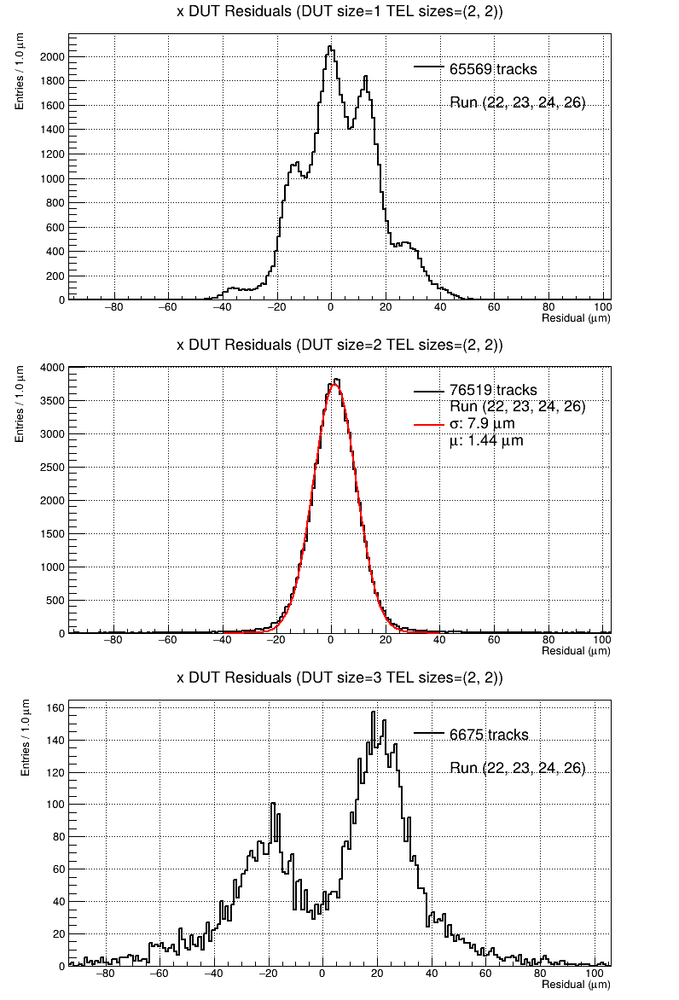 x DUT Residuals (DUT size=1 TEL sizes=(2, 2))
Entries / 1.0 μm
2000
1800
1600
1400
1200
1000
800
600
400
200
0
65569 tracks
Run (22, 23, 24, 26)
−80 −60 −40 −20 0 20 40 60 80 100
Residual (μm)
x DUT Residuals (DUT size=2 TEL sizes=(2, 2))
Entries / 1.0 μm
4000
3500
3000
2500
2000
1500
1000
500
0
76519 tracks
Run (22, 23, 24, 26)
σ: 7.9 μm
μ: 1.44 μm
−80 −60 −40 −20 0 20 40 60 80 100
Residual (μm)
x DUT Residuals (DUT size=3 TEL sizes=(2, 2))
Entries / 1.0 μm
160
140
120
100
80
60
40
20
0
6675 tracks
Run (22, 23, 24, 26)
−80 −60 −40 −20 0 20 40 60 80 100
Residual (μm)